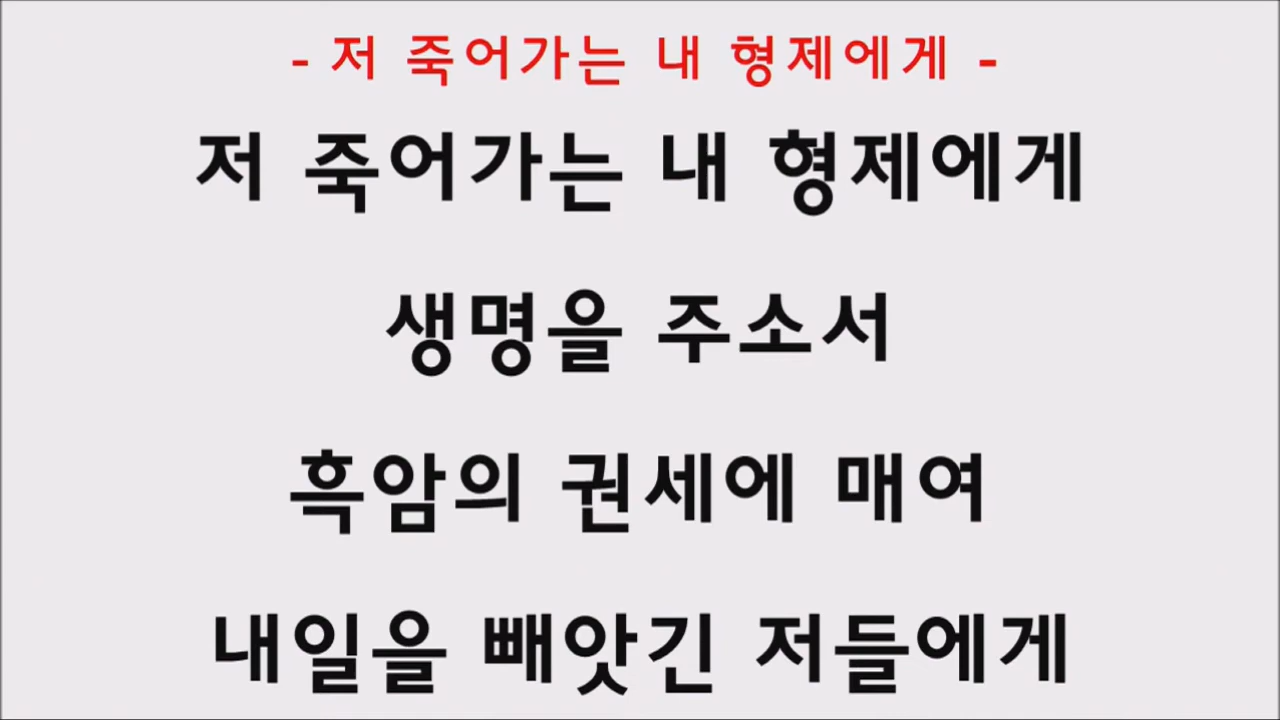 - 저 죽어가는 내 형제에게 -
저 죽어가는 내 형제에게
생명을 주소서
흑암의 권세에 매여
내일을 빼앗긴 저들에게